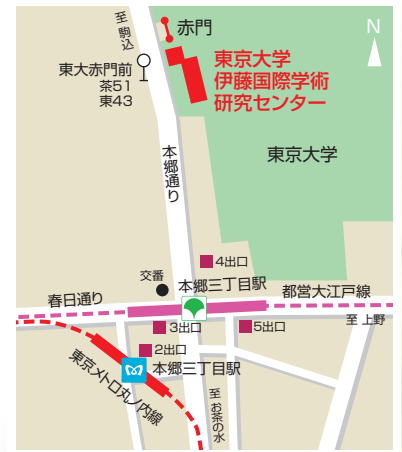 至 駒込
赤門
N
東京大学
伊藤国際学術
研究センター
東大赤門前
茶51
東43
東京大学
本郷通り
4出口
交番
本郷三丁目駅
春日通り
都営大江戸線
至 上野
3出口
5出口
2出口
本郷三丁目駅
東京メトロ丸ノ内線
至 お茶の水